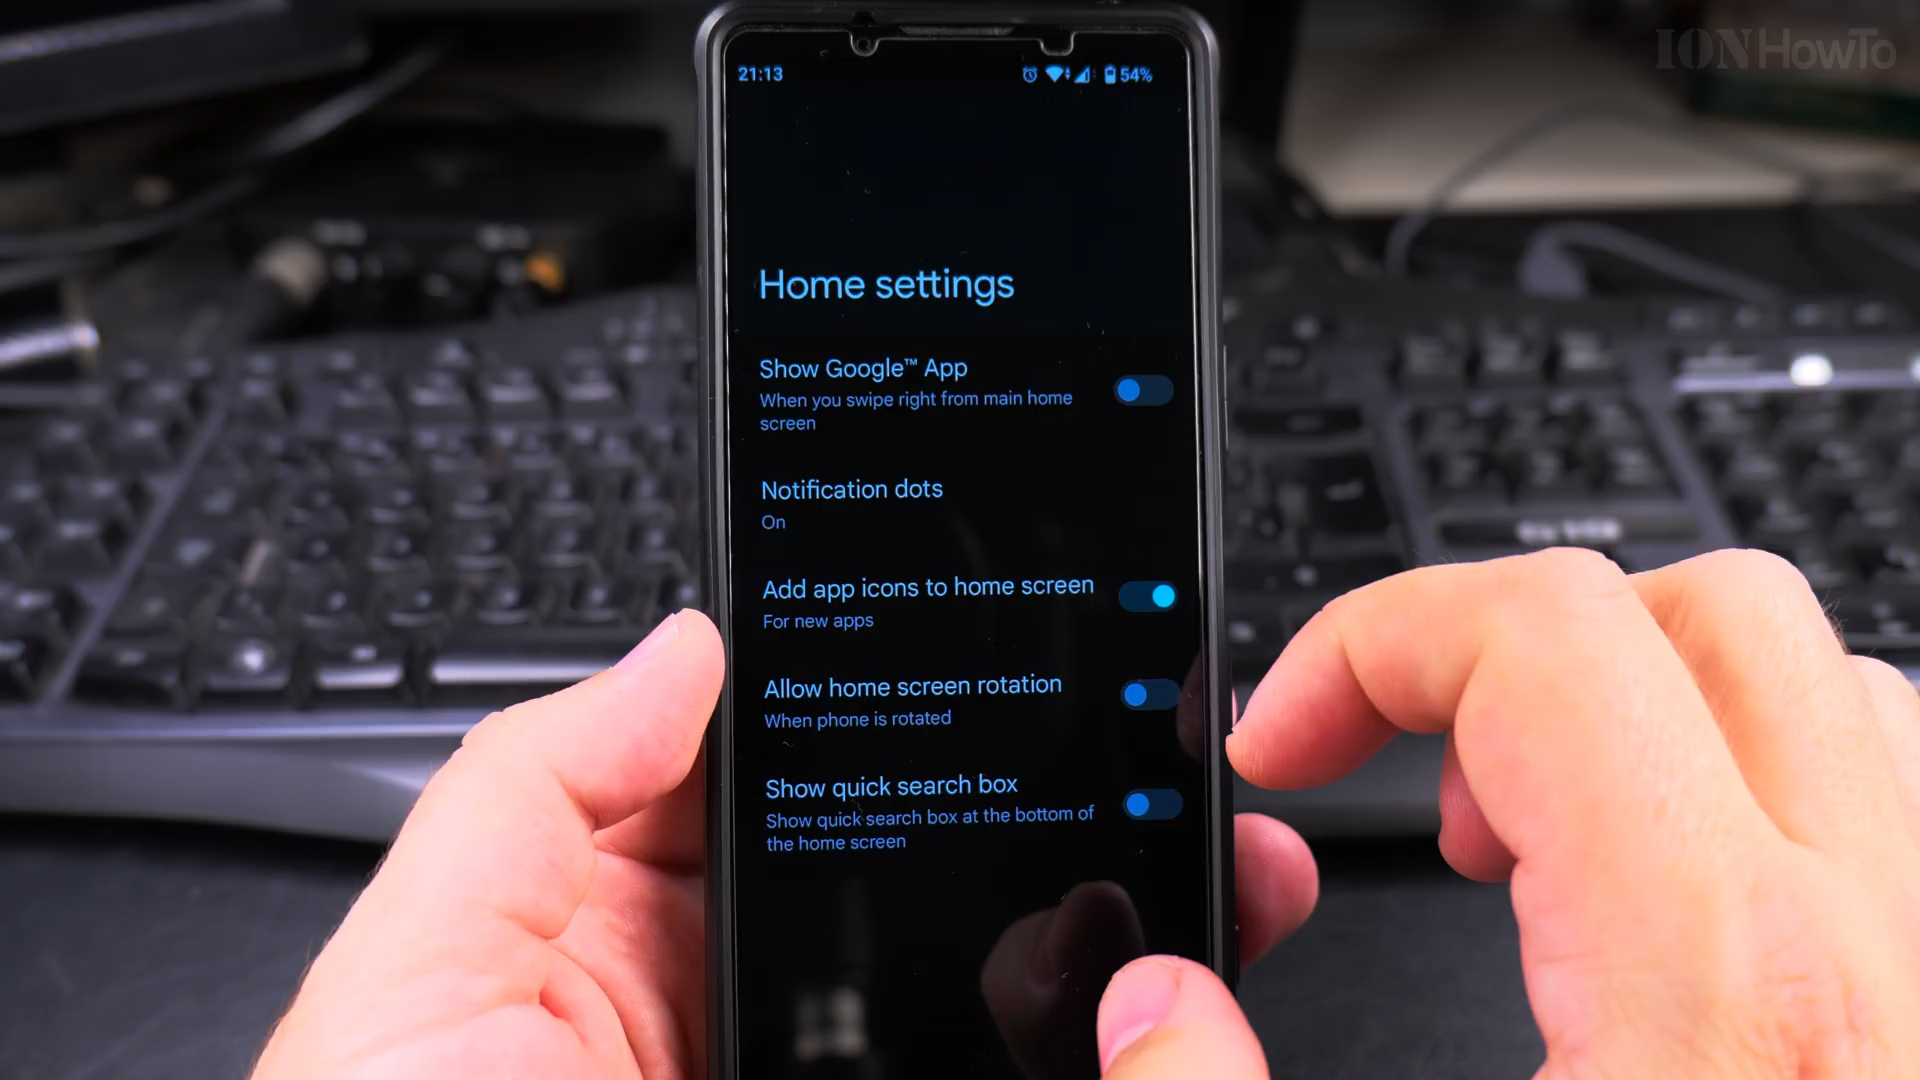 ION HowTo
21:13
54%
Home settings
Show Google™ App
When you swipe right from main home
screen
Notification dots
On
Add app icons to home screen
For new apps
Allow home screen rotation
When phone is rotated
Show quick search box
Show quick search box at the bottom of
the home screen